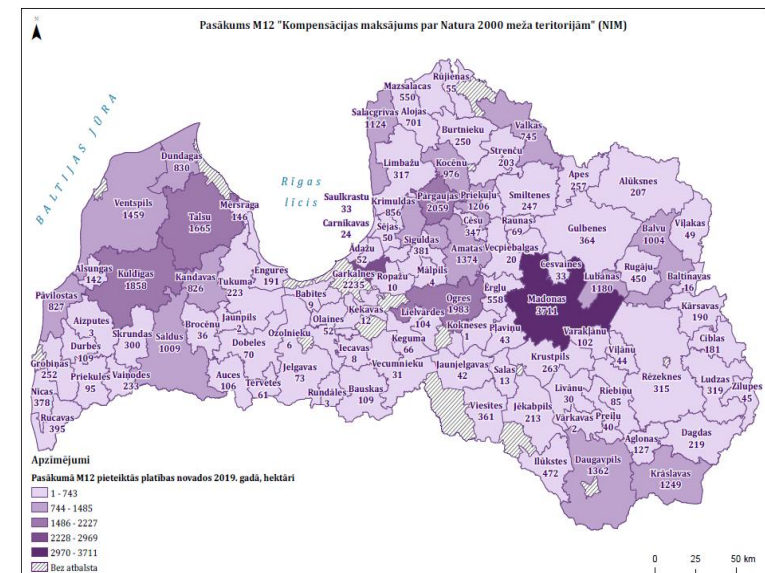 Pasākums M12 "Kompensācijas maksājums par Natura 2000 meža teritorijām" (NIM)
N
BALTIJAS JŪRA
Rīgas
līcis
Rūjienas
55
Mazsalacas
550
Salacgrīvas
1124
Alojas
701
Burtnieku
250
Valkas
745
Strenču
203
Limbažu
317
Kocēnu
976
Apes
257
Alūksnes
207
Dundagas
830
Ventspils
1459
Talsu
1665
Mērsraga
146
Saulkrastu
33
Krimuldas
856
Pārgaujas
2059
Priekuļu
1206
Smiltenes
247
Carnikavas
24
Sējas
50
Cēsu
347
Raunas
69
Gulbenes
364
Balvu
1004
Viļakas
49
Ādažu
52
Siguldas
381
Amatas
1374
Vecpiebalgas
20
Cesvaines
33
Lubānas
1180
Rugāju
450
Baltinavas
16
Alsungas
142
Kuldīgas
1858
Kandavas
826
Tukuma
223
Engures
191
Garkalnes
2235
Ropažu
10
Mālpils
4
Ērgļu
558
Madonas
3711
Kārsavas
190
Pāvilostas
827
Babītes
9
Ogres
1983
Aizputes
3
Skrundas
300
Saldus
1009
Brocēnu
36
Jaunpils
2
Olaines
52
Ķekavas
12
Lielvārdes
104
Kokneses
1
Pļaviņu
43
Varakļānu
102
Ciblas
181
Durbes
109
Dobeles
70
Ozolnieku
6
Iecavas
8
Ķeguma
66
Viļānu
44
Grobiņas
252
Priekules
95
Vaiņodes
233
Auces
106
Tērvetes
61
Jelgavas
73
Rundāles
3
Bauskas
109
Vecumnieku
31
Jaunjelgavas
42
Salas
13
Krustpils
263
Līvānu
30
Riebiņu
85
Rēzeknes
315
Ludzas
319
Zilupes
45
Nīcas
378
Rucavas
395
Viesītes
361
Jēkabpils
213
Vārkavas
2
Preiļu
40
Aglonas
127
Dagdas
219
Ilūkstes
472
Daugavpils
1362
Krāslavas
1249
Apzīmējumi
Pasākumā M12 pieteiktās platības novados 2019. gadā, hektāri
1 - 743
744 - 1485
1486 - 2227
2228 - 2969
2970 - 3711
Bez atbalsta
0 25 50 km